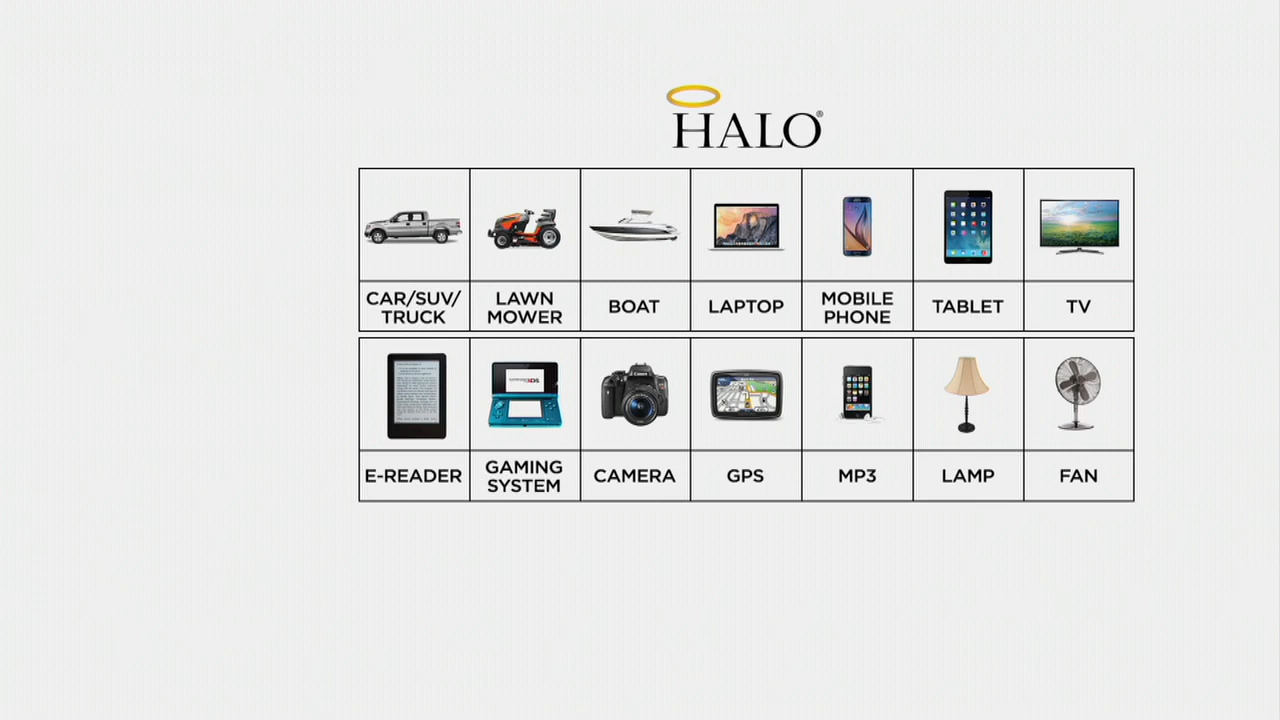 HALO®
CAR/SUV/
TRUCK
LAWN
MOWER
BOAT
LAPTOP
MOBILE
PHONE
TABLET
TV
E-READER
GAMING
SYSTEM
CAMERA
GPS
MP3
LAMP
FAN